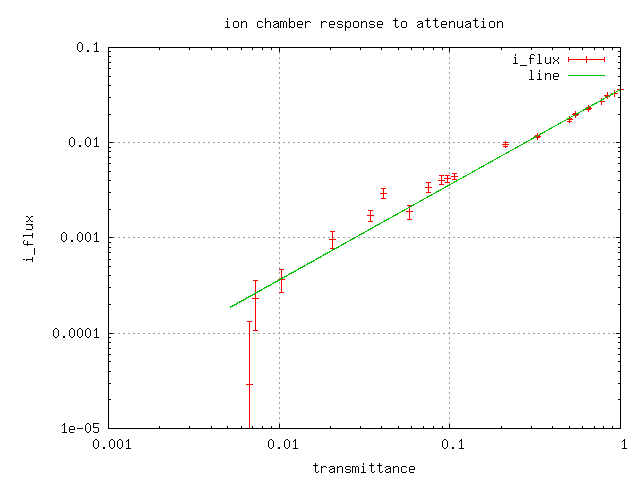 ion chamber response to attenuation
0.1
i_flux
line
0.01
0.001
i_flux
0.0001
1e-05
0.001 0.01 0.1 1
transmittance